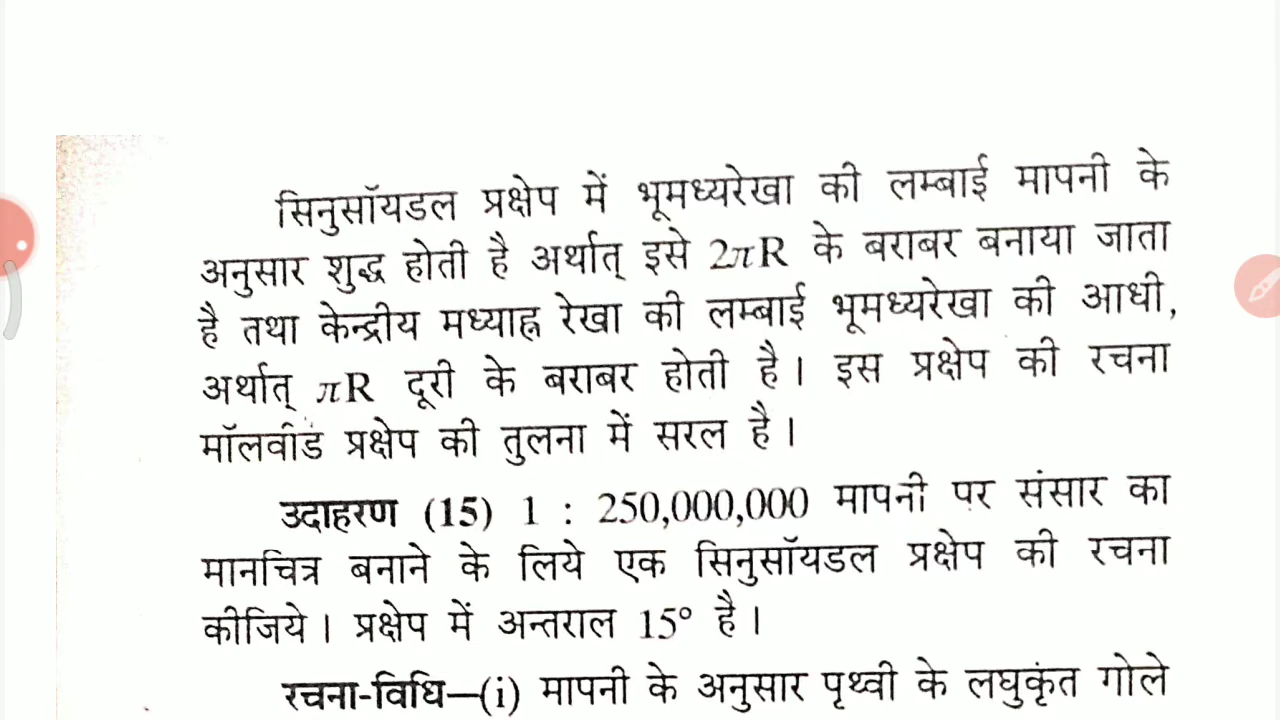 सिनुसॉयडल प्रक्षेप में भूमध्यरेखा की लम्बाई मापनी के
अनुसार शुद्ध होती है अर्थात् इसे 2πR के बराबर बनाया जाता
है तथा केन्द्रीय मध्याह्न रेखा की लम्बाई भूमध्यरेखा की आधी,
अर्थात् πR दूरी के बराबर होती है। इस प्रक्षेप की रचना
मॉलवीड प्रक्षेप की तुलना में सरल है।
उदाहरण (15) 1 : 250,000,000 मापनी पर संसार का
मानचित्र बनाने के लिये एक सिनुसॉयडल प्रक्षेप की रचना
कीजिये। प्रक्षेप में अन्तराल 15° है।
रचना-विधि—(i) मापनी के अनुसार पृथ्वी के लघुकृत गोले